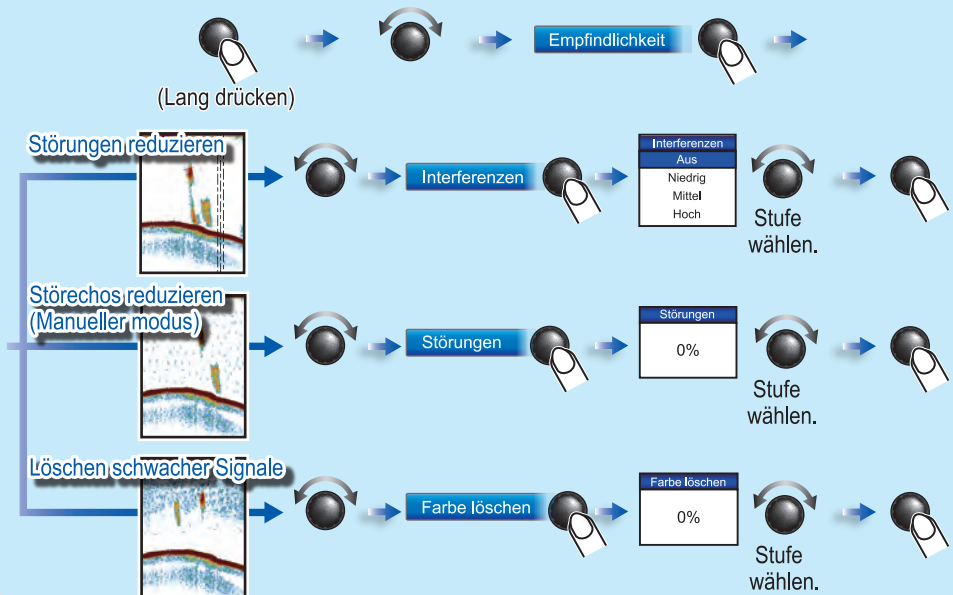 Empfindlichkeit
(Lang drücken)
Störungen reduzieren
Interferenzen
Interferenzen
Aus
Niedrig
Mittel
Hoch
Stufe
wählen.
Störechos reduzieren
(Manueller modus)
Störungen
Störungen
0%
Stufe
wählen.
Löschen schwacher Signale
Farbe löschen
Farbe löschen
0%
Stufe
wählen.